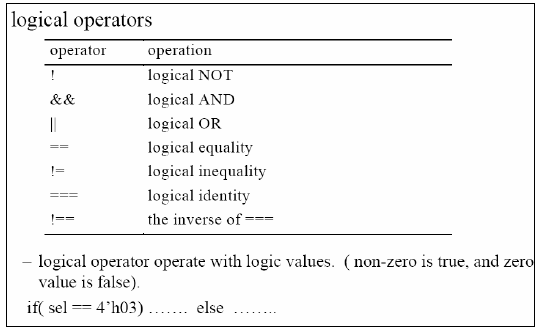 logical operators
operator operation
! logical NOT
&& logical AND
|| logical OR
== logical equality
!= logical inequality
=== logical identity
!== the inverse of ===
– logical operator operate with logic values. ( non-zero is true, and zero
value is false).
if( sel == 4'h03) ....... else ........